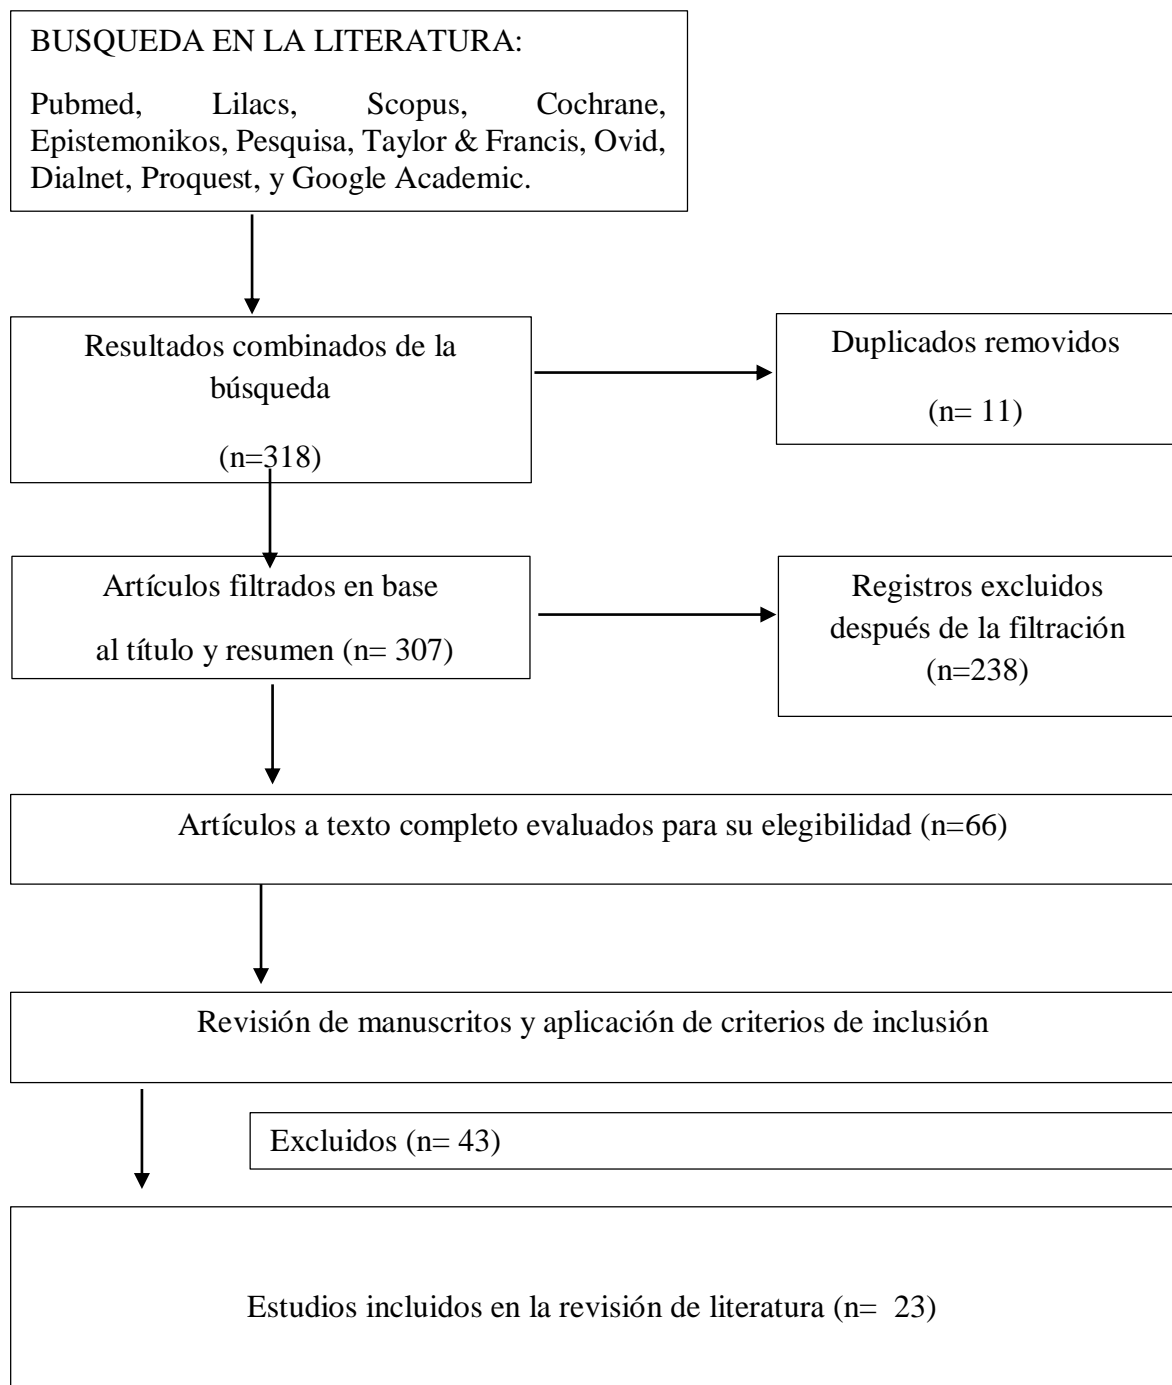 BUSQUEDA EN LA LITERATURA:
Pubmed, Lilacs, Scopus, Cochrane,
Epistemonikos, Pesquisa, Taylor & Francis, Ovid,
Dialnet, Proquest, y Google Academic.
Resultados combinados de la
búsqueda
(n=318)
Duplicados removidos
(n= 11)
Artículos filtrados en base
al título y resumen (n= 307)
Registros excluidos
después de la filtración
(n=238)
Artículos a texto completo evaluados para su elegibilidad (n=66)
Revisión de manuscritos y aplicación de criterios de inclusión
Excluidos (n= 43)
Estudios incluidos en la revisión de literatura (n= 23)